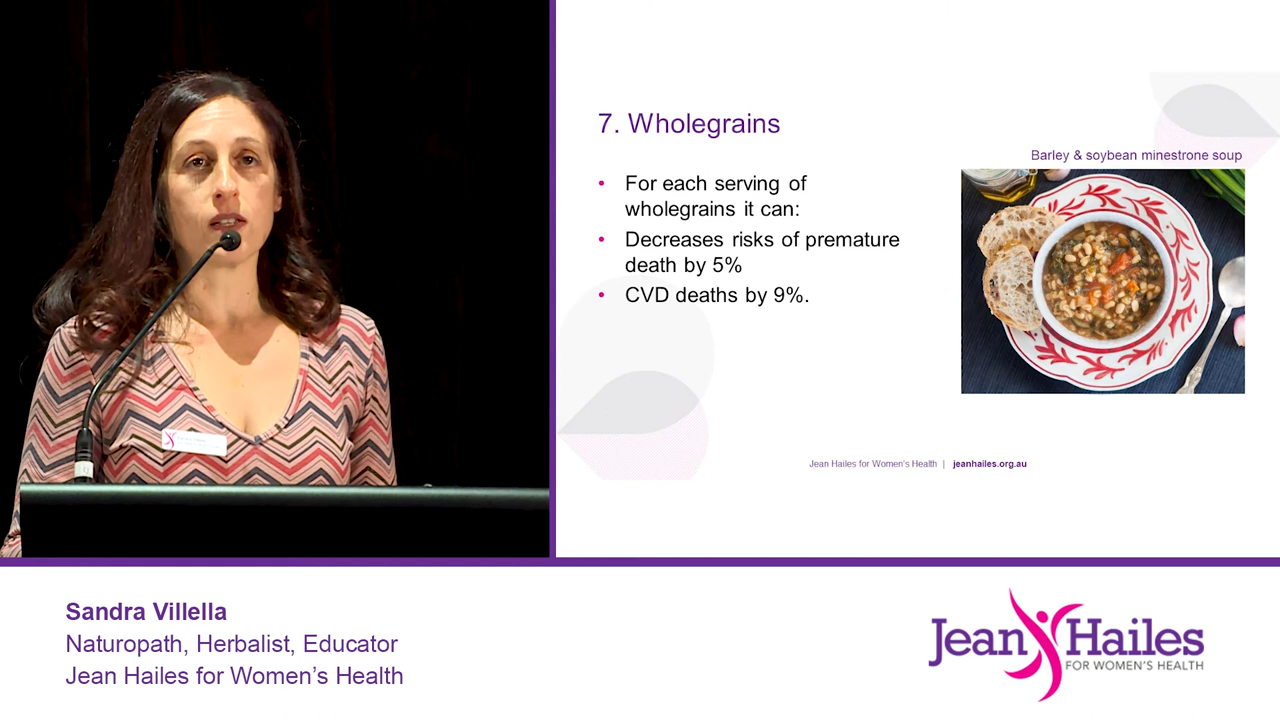 7. Wholegrains
Barley & soybean minestrone soup
• For each serving of
wholegrains it can:
• Decreases risks of premature
death by 5%
• CVD deaths by 9%.
Jean Hailes for Women's Health | jeanhailes.org.au
Sandra Villella
Naturopath, Herbalist, Educator
Jean Hailes for Women’s Health
Jean Hailes
FOR WOMEN'S HEALTH